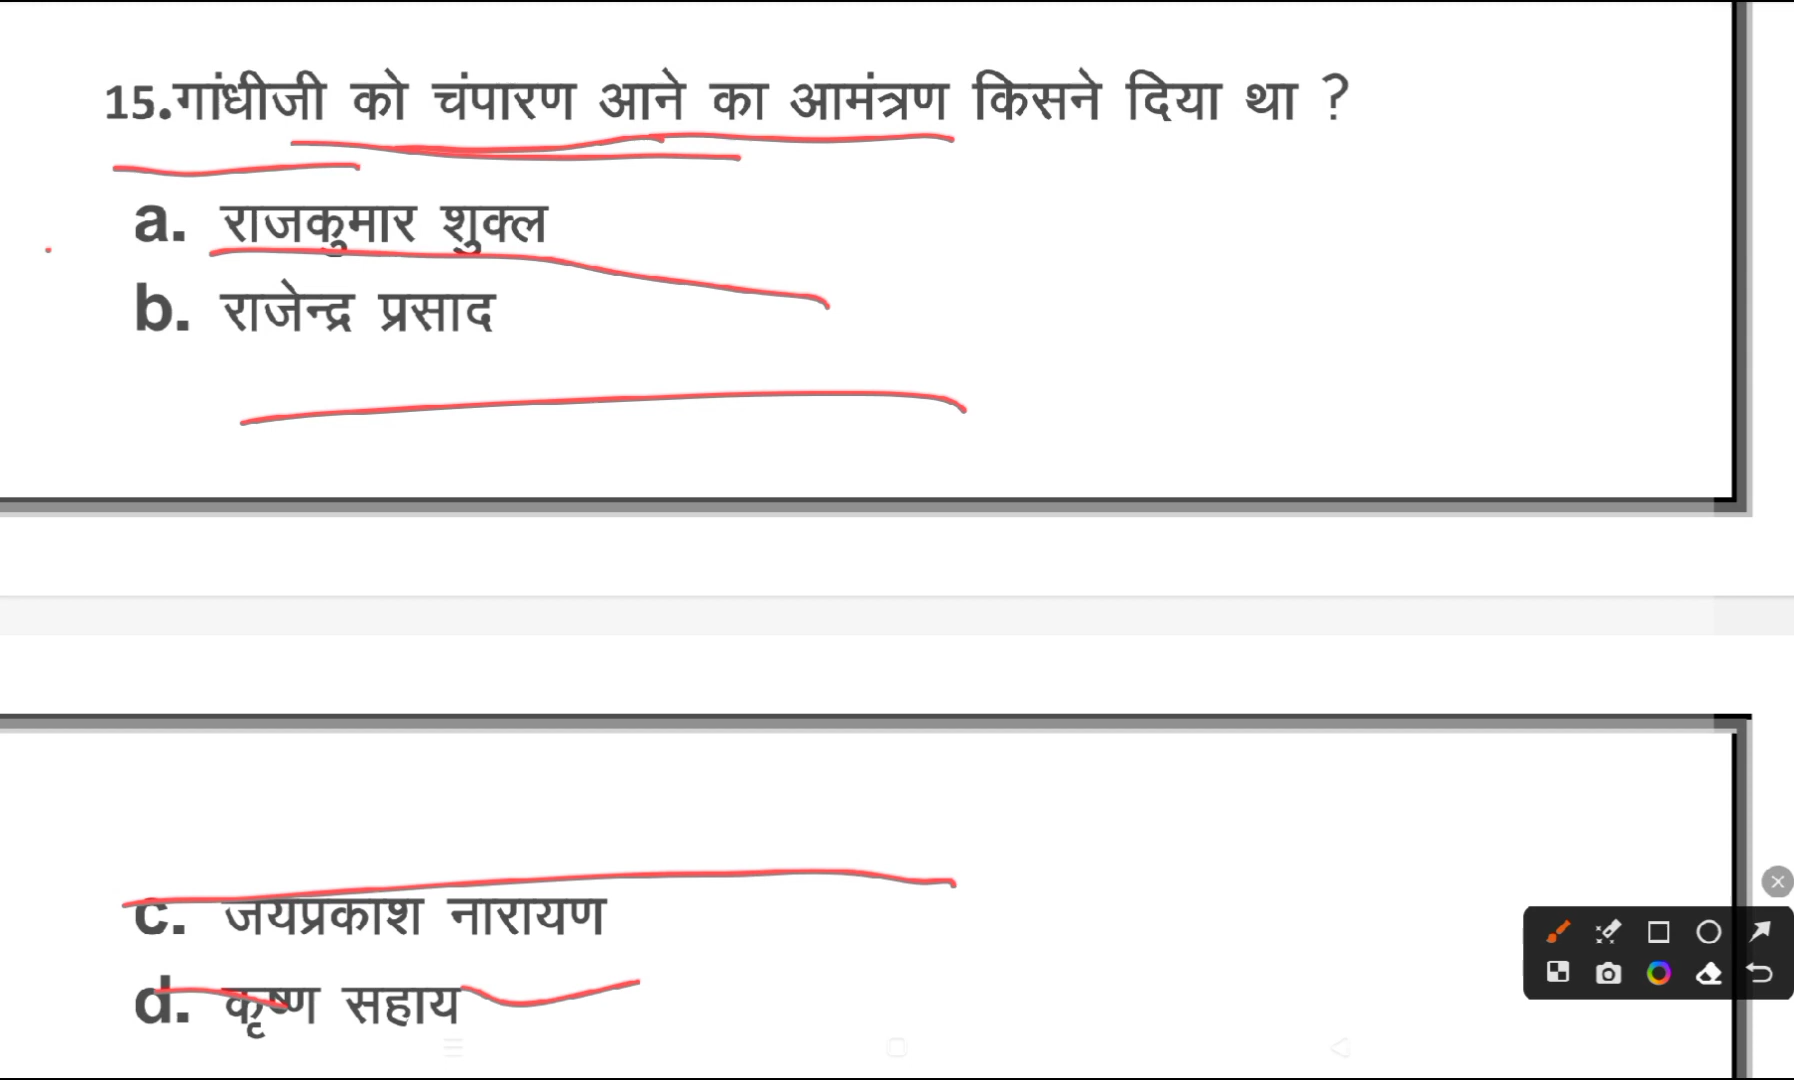 15.गांधीजी को चंपारण आने का आमंत्रण किसने दिया था ?
a. राजकुमार शुक्ल
b. राजेन्द्र प्रसाद
c. जयप्रकाश नारायण
d. कृष्ण सहाय